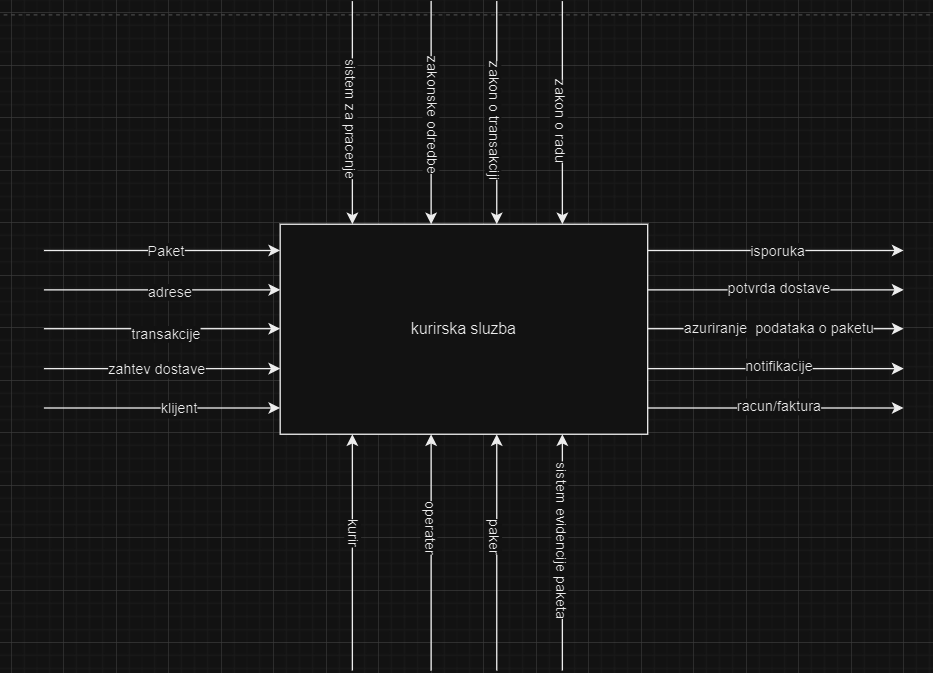 sistem za pracenje
zakonske odredbe
zakon o transakciji
zakon o radu
Paket
adrese
transakcije
zahtev dostave
klijent
kurirska sluzba
isporuka
potvrda dostave
azuriranje  podataka o paketu
notifikacije
racun/faktura
kurir
operater
paker
sistem evidencije paketa